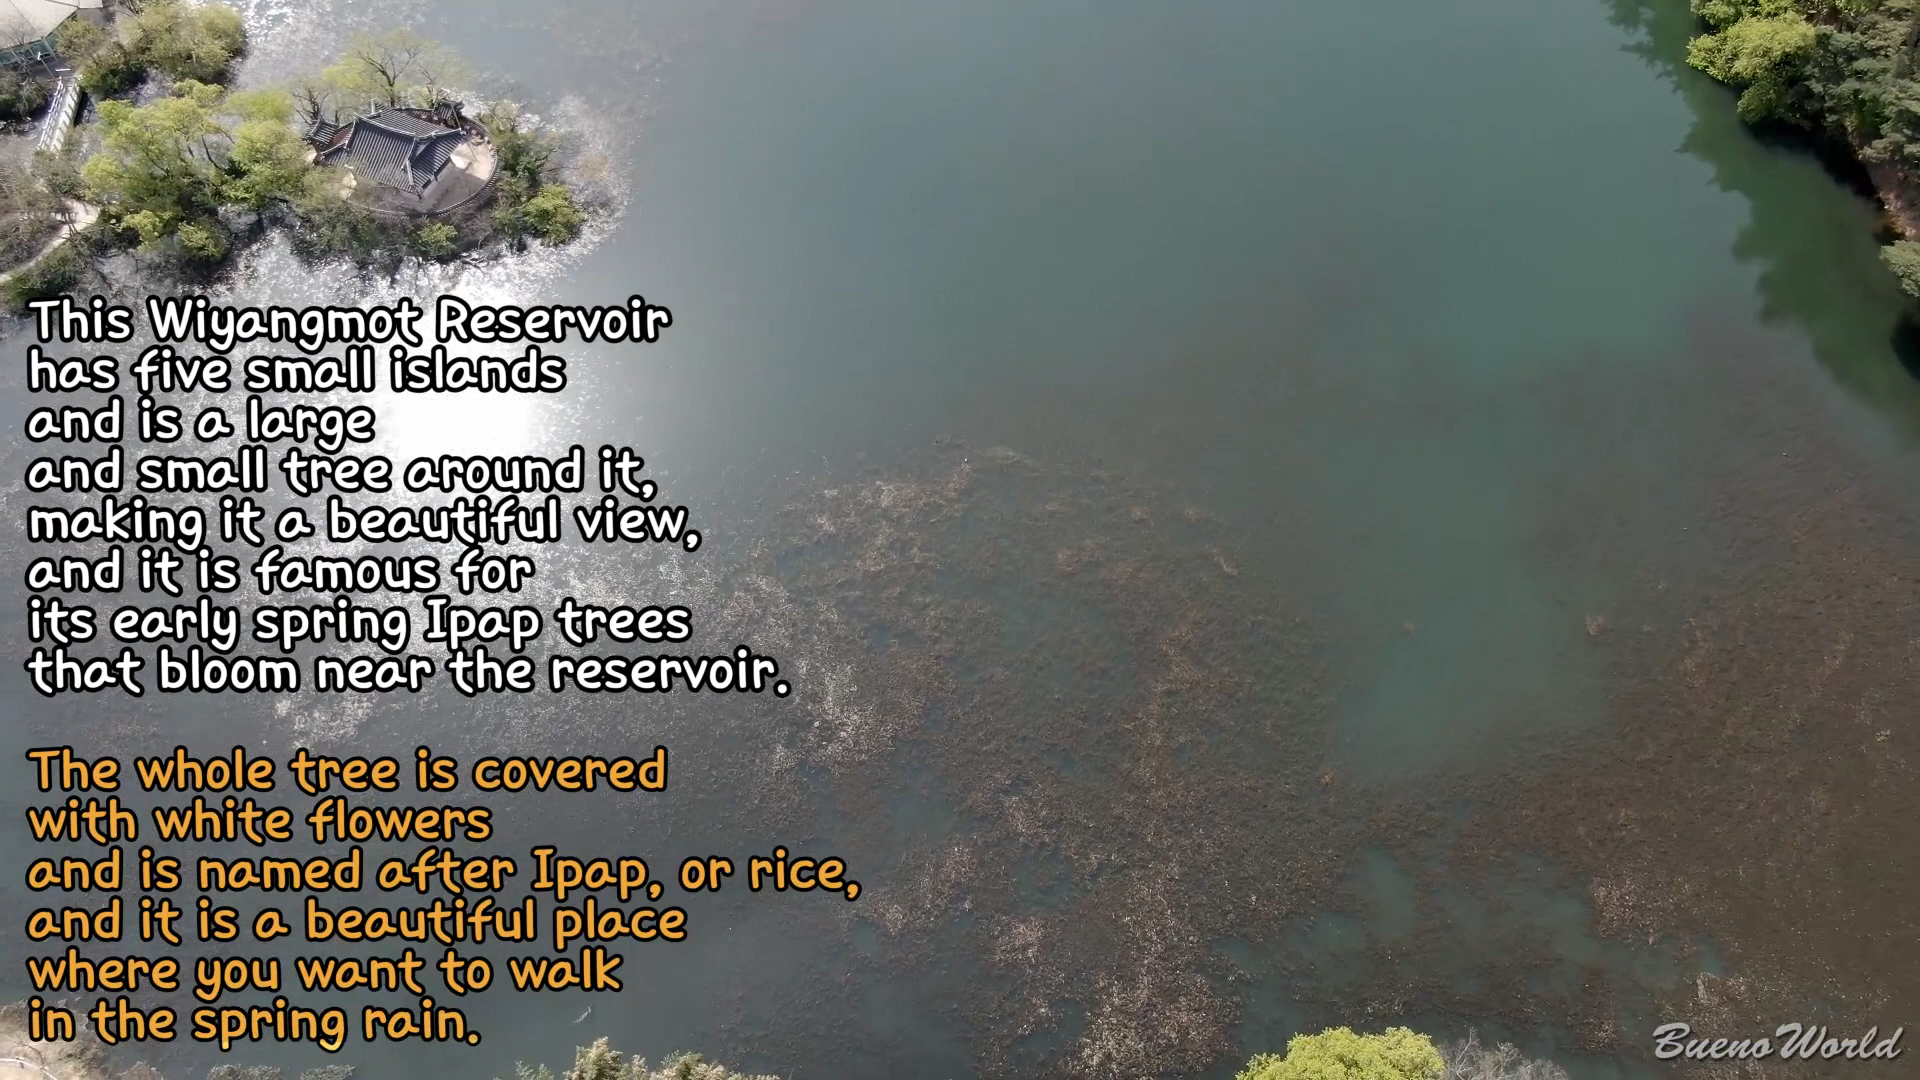 This Wiyangmot Reservoir
has five small islands
and is a large
and small tree around it,
making it a beautiful view,
and it is famous for
its early spring Ipap trees
that bloom near the reservoir.
The whole tree is covered
with white flowers
and is named after Ipap, or rice,
and it is a beautiful place
where you want to walk
in the spring rain.
BuenoWorld